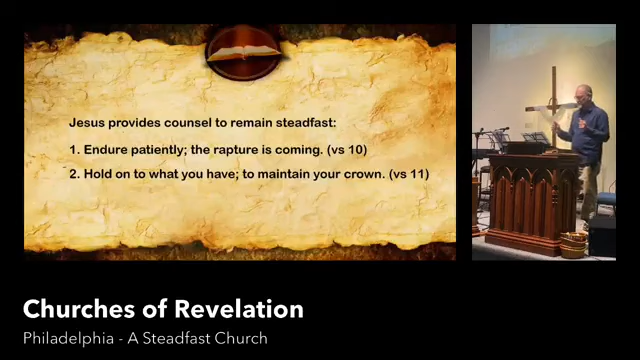 Jesus provides counsel to remain steadfast:
1. Endure patiently; the rapture is coming. (vs 10)
2. Hold on to what you have; to maintain your crown. (vs 11)
Churches of Revelation
Philadelphia - A Steadfast Church